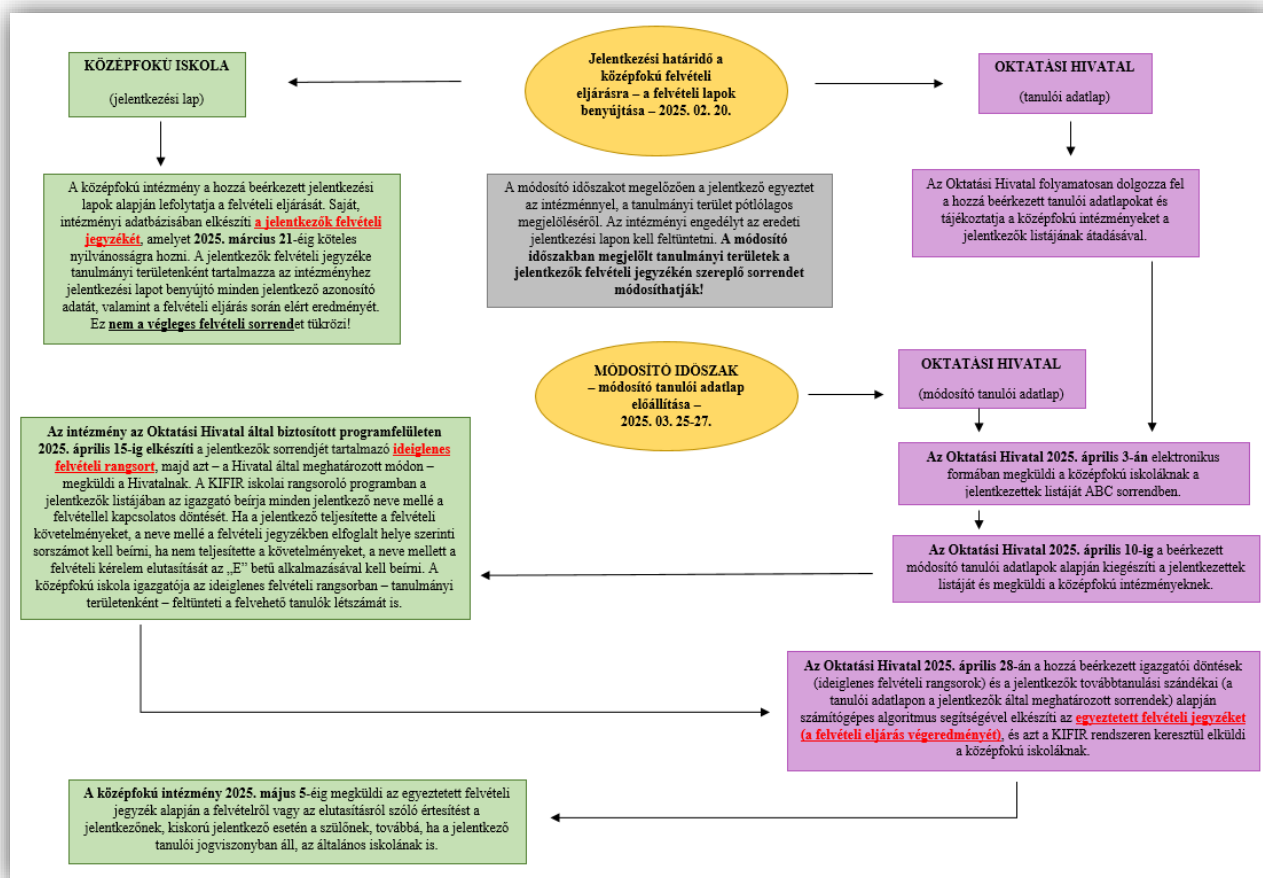 KÖZÉPFOKÚ ISKOLA
(jelentkezési lap)
Jelentkezési határidő a
középfokú felvételi
eljárásra – a felvételi lapok
benyújtása – 2025. 02. 20.
OKTATÁSI HIVATAL
(tanulói adatlap)
A középfokú intézmény a hozzá beérkezett jelentkezési
lapok alapján lefolytatja a felvételi eljárását. Saját,
intézményi adatbázisában elkészíti a jelentkezők felvételi
jegyzékét, amelyet 2025. március 21-éig köteles
nyilvánosságra hozni. A jelentkezők felvételi jegyzéke
tanulmányi területenként tartalmazza az intézményhez
jelentkezési lapot benyújtó minden jelentkező azonosító
adatát, valamint a felvételi eljárás során elért eredményét.
Ez nem a végleges felvételi sorrendet tükrözi!
A módosító időszakot megelőzően a jelentkező egyeztet
az intézménnyel, a tanulmányi terület pótlólagos
megjelöléséről. Az intézményi engedélyt az eredeti
jelentkezési lapon kell feltüntetni. A módosító
időszakban megjelölt tanulmányi területek a
jelentkezők felvételi jegyzékén szereplő sorrendet
módosíthatják!
Az Oktatási Hivatal folyamatosan dolgozza fel
a hozzá beérkezett tanulói adatlapokat és
tájékoztatja a középfokú intézményeket a
jelentkezők listájának átadásával.
MÓDOSÍTÓ IDŐSZAK
– módosító tanulói adatlap
előállítása –
2025. 03. 25-27.
OKTATÁSI HIVATAL
(módosító tanulói adatlap)
Az Oktatási Hivatal 2025. április 3-án elektronikus
formában megküldi a középfokú iskoláknak a
jelentkezettek listáját ABC sorrendben.
Az Oktatási Hivatal 2025. április 10-ig a beérkezett
módosító tanulói adatlapok alapján kiegészíti a jelentkezettek
listáját és megküldi a középfokú intézményeknek.
Az intézmény az Oktatási Hivatal által biztosított programfelületen
2025. április 15-ig elkészíti a jelentkezők sorrendjét tartalmazó ideiglenes
felvételi rangsort, majd azt – a Hivatal által meghatározott módon –
megküldi a Hivatalnak. A KIFIR iskolai rangsoroló programban a
jelentkezők listájában az igazgató beírja minden jelentkező neve mellé a
felvétellel kapcsolatos döntését. Ha a jelentkező teljesítette a felvételi
követelményeket, a neve mellé a felvételi jegyzékben elfoglalt helye szerinti
sorszámot kell beírni, ha nem teljesítette a követelményeket, a neve mellett a
felvételi kérelem elutasítását az „E” betű alkalmazásával kell beírni. A
középfokú iskola igazgatója az ideiglenes felvételi rangsorban – tanulmányi
területenként – feltünteti a felvehető tanulók létszámát is.
Az Oktatási Hivatal 2025. április 28-án a hozzá beérkezett igazgatói döntések
(ideiglenes felvételi rangsorok) és a jelentkezők továbbtanulási szándékai (a
tanulói adatlapon a jelentkezők által meghatározott sorrendek) alapján
számítógépes algoritmus segítségével elkészíti az egyeztetett felvételi jegyzéket
(a felvételi eljárás végeredményét), és azt a KIFIR rendszeren keresztül elküldi
a középfokú iskoláknak.
A középfokú intézmény 2025. május 5-éig megküldi az egyeztetett felvételi
jegyzék alapján a felvételről vagy az elutasításról szóló értesítést a
jelentkezőnek, kiskorú jelentkező esetén a szülőnek, továbbá, ha a jelentkező
tanulói jogviszonyban áll, az általános iskolának is.